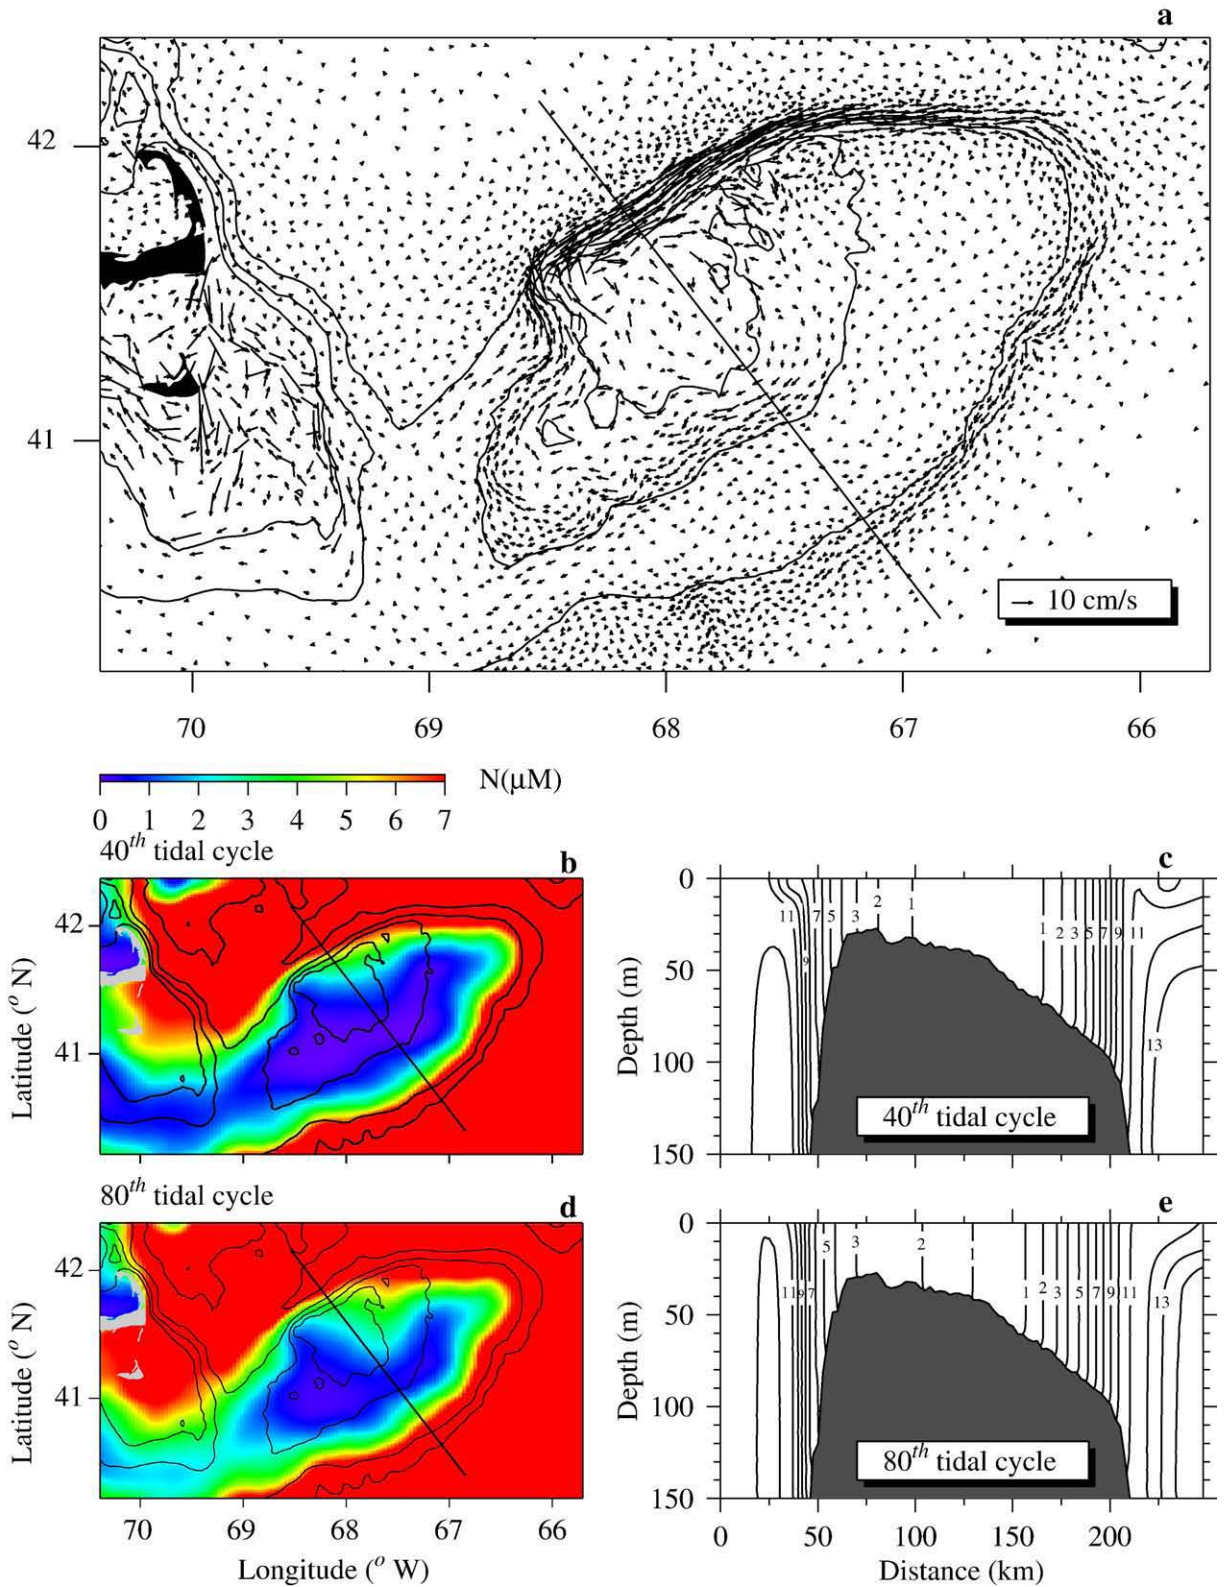 a
42
41
10 cm/s
70 69 68 67 66
N(μM)
0 1 2 3 4 5 6 7
40th tidal cycle
b
42
41
Latitude (o N)
c
0
50
100
150
Depth (m)
11 9 7 5 3 2 1 1 2 3 5 7 9 11 13
40th tidal cycle
80th tidal cycle
d
42
41
Latitude (o N)
70 69 68 67 66
Longitude (o W)
e
0
50
100
150
Depth (m)
11 9 7 5 3 2 1 1 2 3 5 7 9 11 13
80th tidal cycle
0 50 100 150 200
Distance (km)